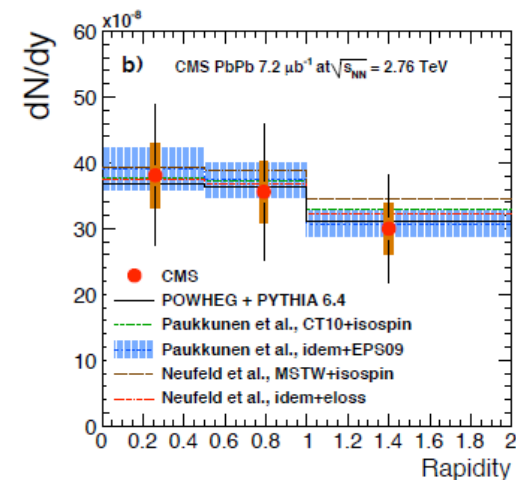 x10⁻⁸
dN/dy
60
50
40
30
20
10
0
b) CMS PbPb 7.2 μb⁻¹ at √s_NN = 2.76 TeV
CMS
POWHEG + PYTHIA 6.4
Paukkunen et al., CT10+isospin
Paukkunen et al., idem+EPS09
Neufeld et al., MSTW+isospin
Neufeld et al., idem+eloss
0 0.2 0.4 0.6 0.8 1 1.2 1.4 1.6 1.8 2
Rapidity